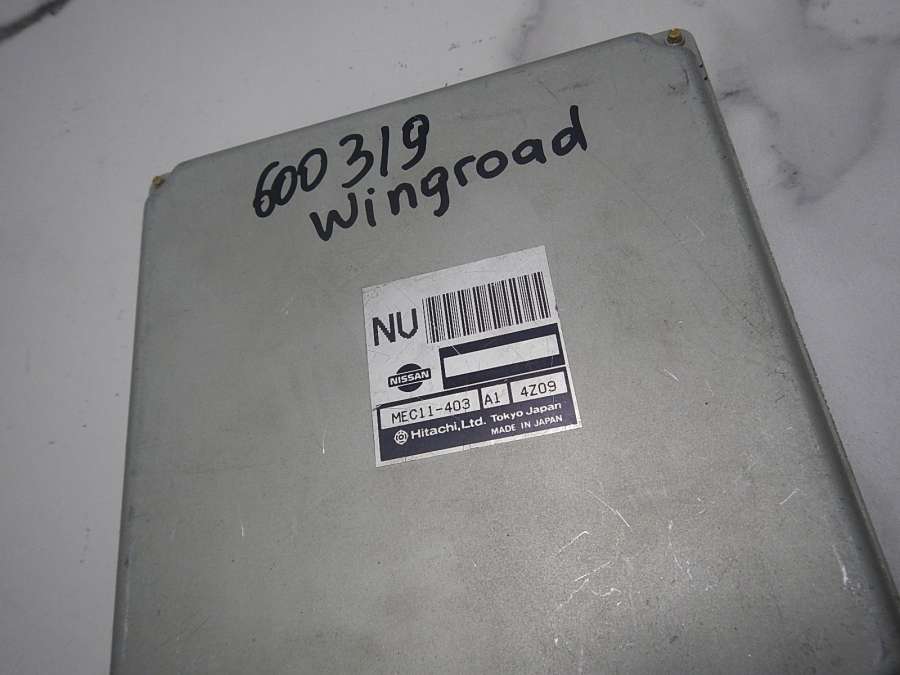 600319
Wingroad
NU
NISSAN
MEC11-403 A1 4Z09
Hitachi, Ltd. Tokyo Japan
MADE IN JAPAN